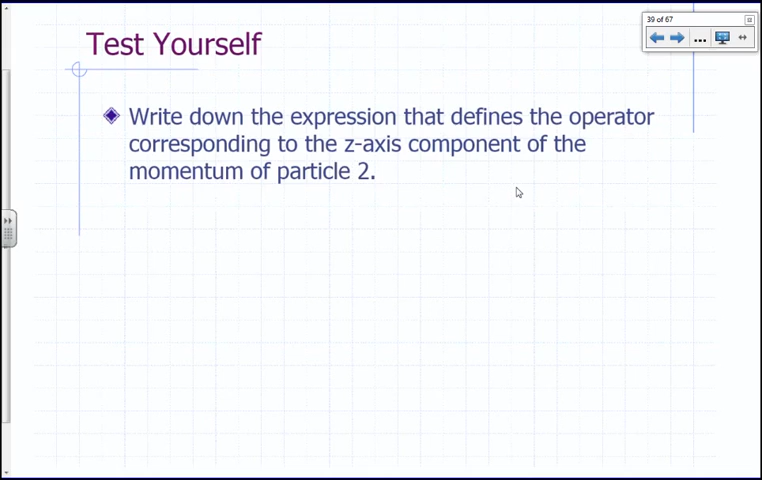 39 of 67
Test Yourself
Write down the expression that defines the operator
corresponding to the z-axis component of the
momentum of particle 2.